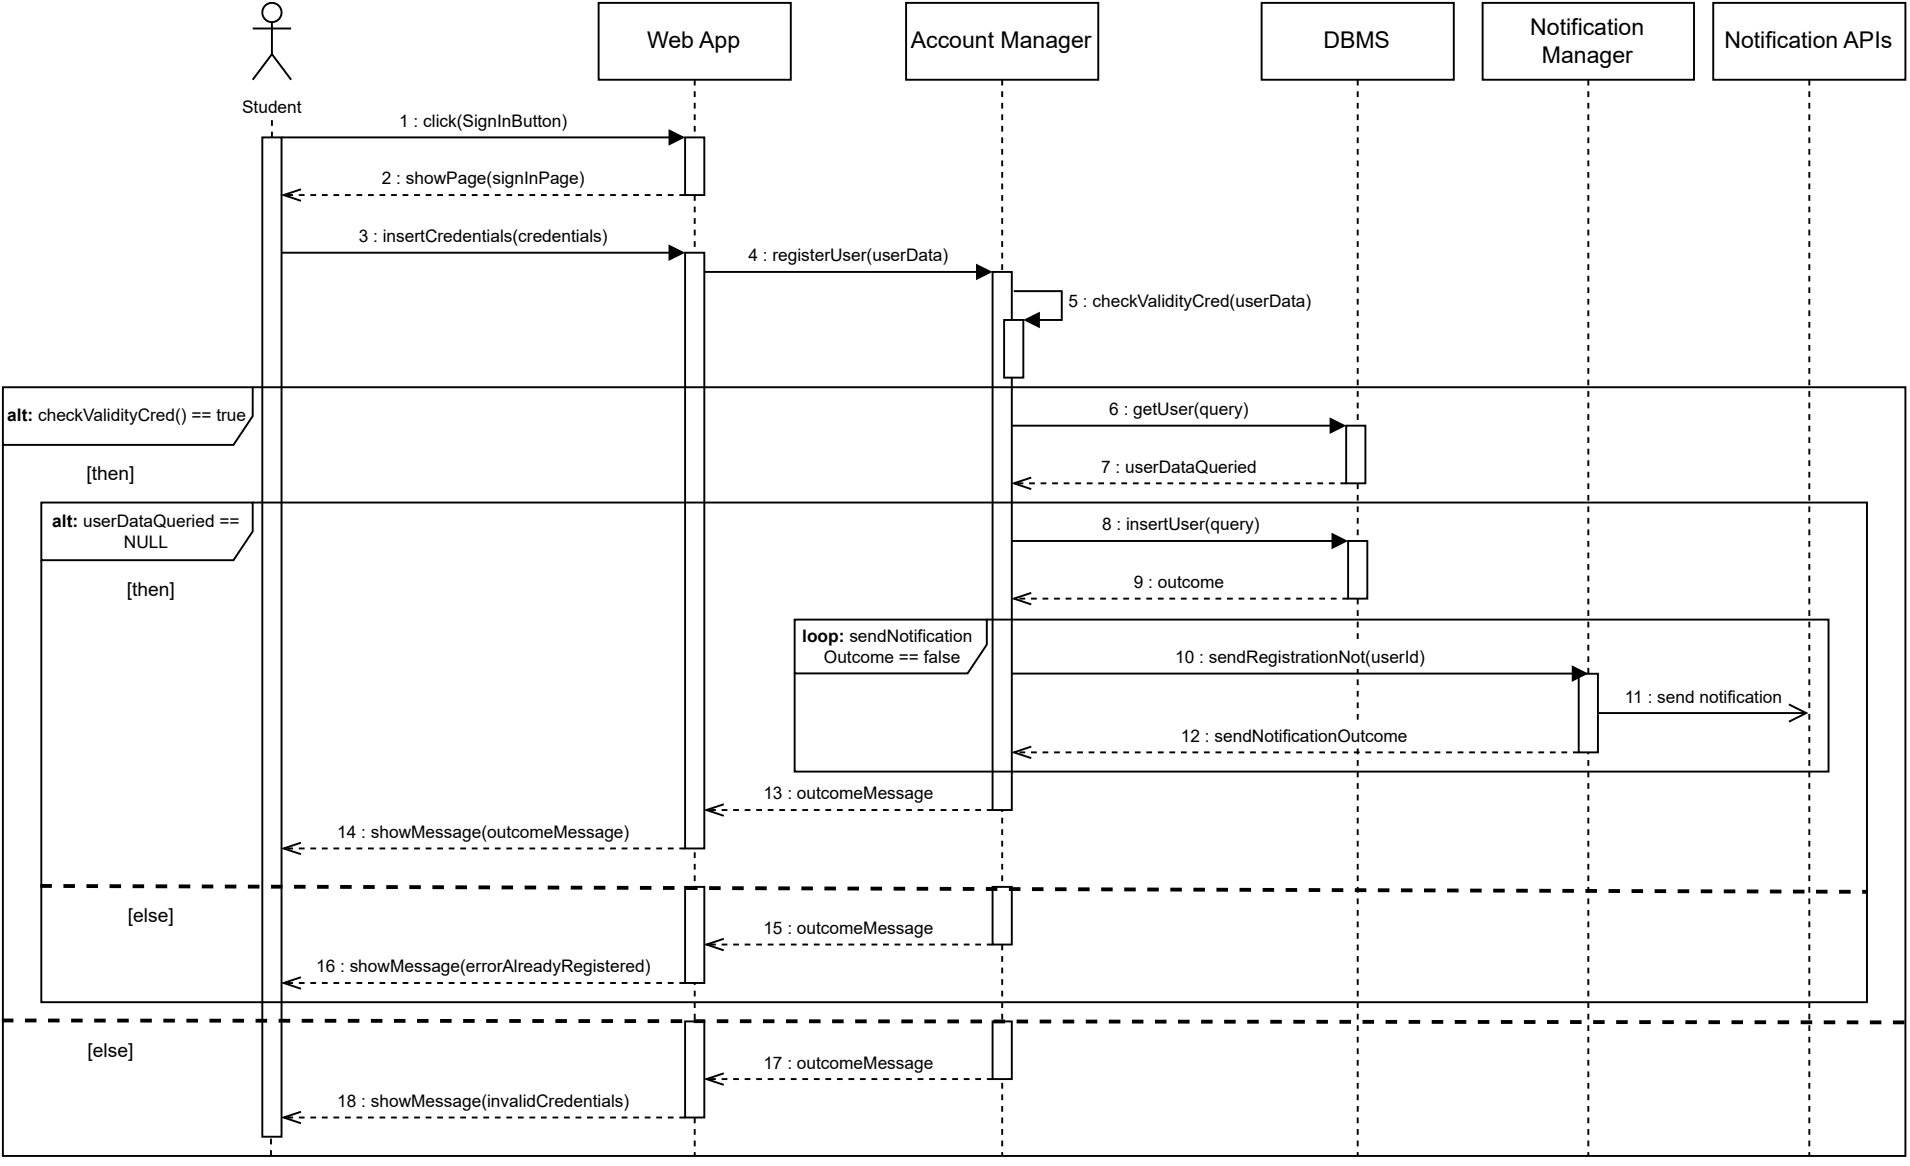 Web App
Account Manager
DBMS
Notification
Manager
Notification APIs
Student
1 : click(SignInButton)
2 : showPage(signInPage)
3 : insertCredentials(credentials)
4 : registerUser(userData)
5 : checkValidityCred(userData)
alt: checkValidityCred() == true
6 : getUser(query)
[then]
7 : userDataQueried
alt: userDataQueried ==
NULL
8 : insertUser(query)
[then]
9 : outcome
loop: sendNotification
Outcome == false
10 : sendRegistrationNot(userId)
11 : send notification
12 : sendNotificationOutcome
13 : outcomeMessage
14 : showMessage(outcomeMessage)
[else]
15 : outcomeMessage
16 : showMessage(errorAlreadyRegistered)
[else]
17 : outcomeMessage
18 : showMessage(invalidCredentials)